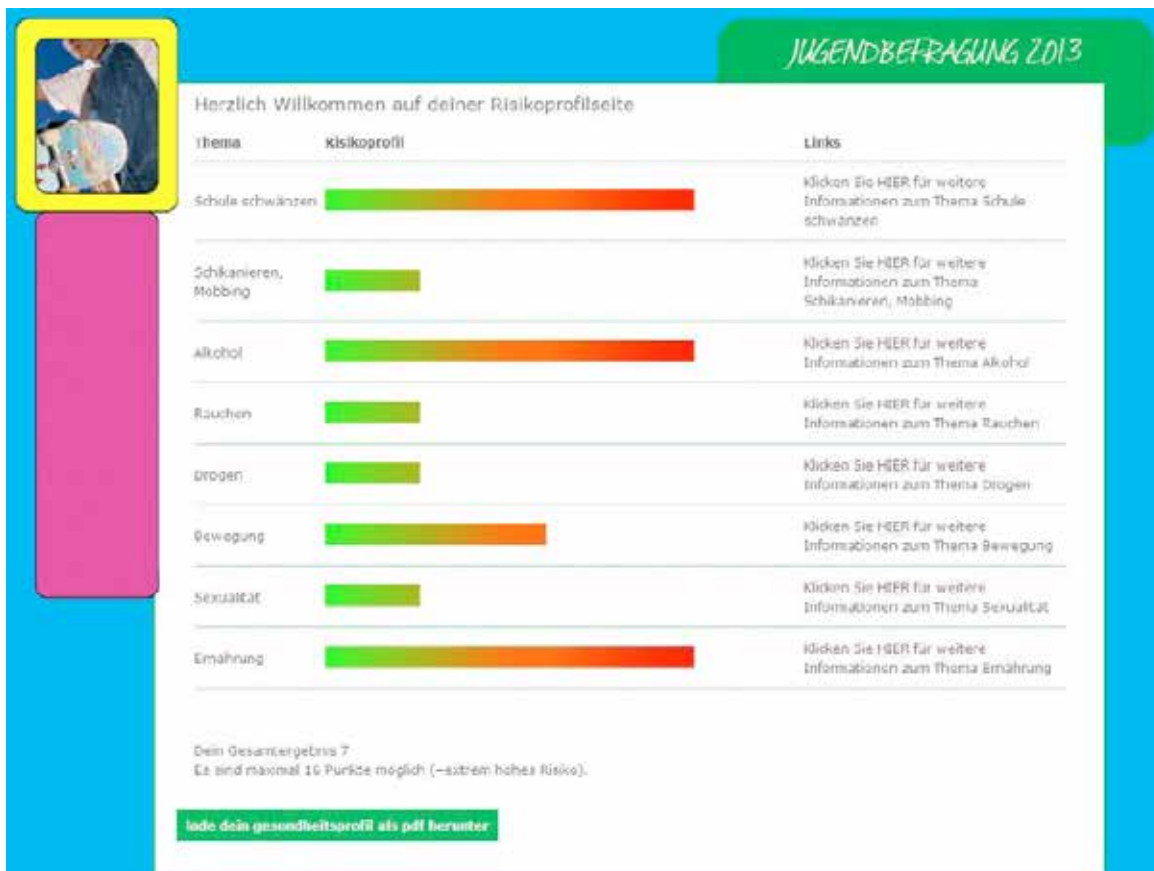 JUGENDBEFRAGUNG 2013
Herzlich Willkommen auf deiner Risikoprofilseite
Thema Risikoprofil Links
Schule schwänzen
Klicken Sie HIER für weitere
Informationen zum Thema Schule
schwänzen
Schikanieren,
Mobbing
Klicken Sie HIER für weitere
Informationen zum Thema
Schikanieren, Mobbing
Alkohol
Klicken Sie HIER für weitere
Informationen zum Thema Alkohol
Rauchen
Klicken Sie HIER für weitere
Informationen zum Thema Rauchen
Drogen
Klicken Sie HIER für weitere
Informationen zum Thema Drogen
Bewegung
Klicken Sie HIER für weitere
Informationen zum Thema Bewegung
Sexualität
Klicken Sie HIER für weitere
Informationen zum Thema Sexualität
Ernährung
Klicken Sie HIER für weitere
Informationen zum Thema Ernährung
Dein Gesamtergebnis 7
Es sind maximal 16 Punkte möglich (=extrem hohes Risiko).
lade dein gesundheitsprofil als pdf herunter